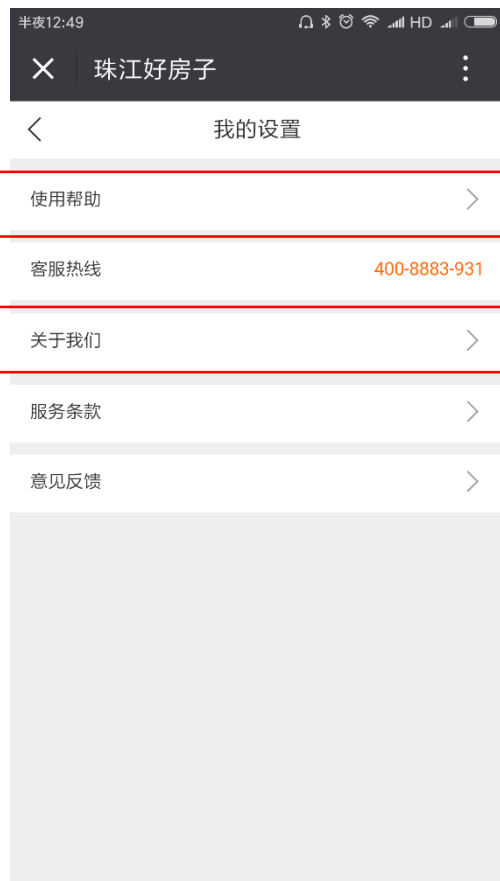 半夜12:49 HD
珠江好房子
我的设置
使用帮助
客服热线 400-8883-931
关于我们
服务条款
意见反馈